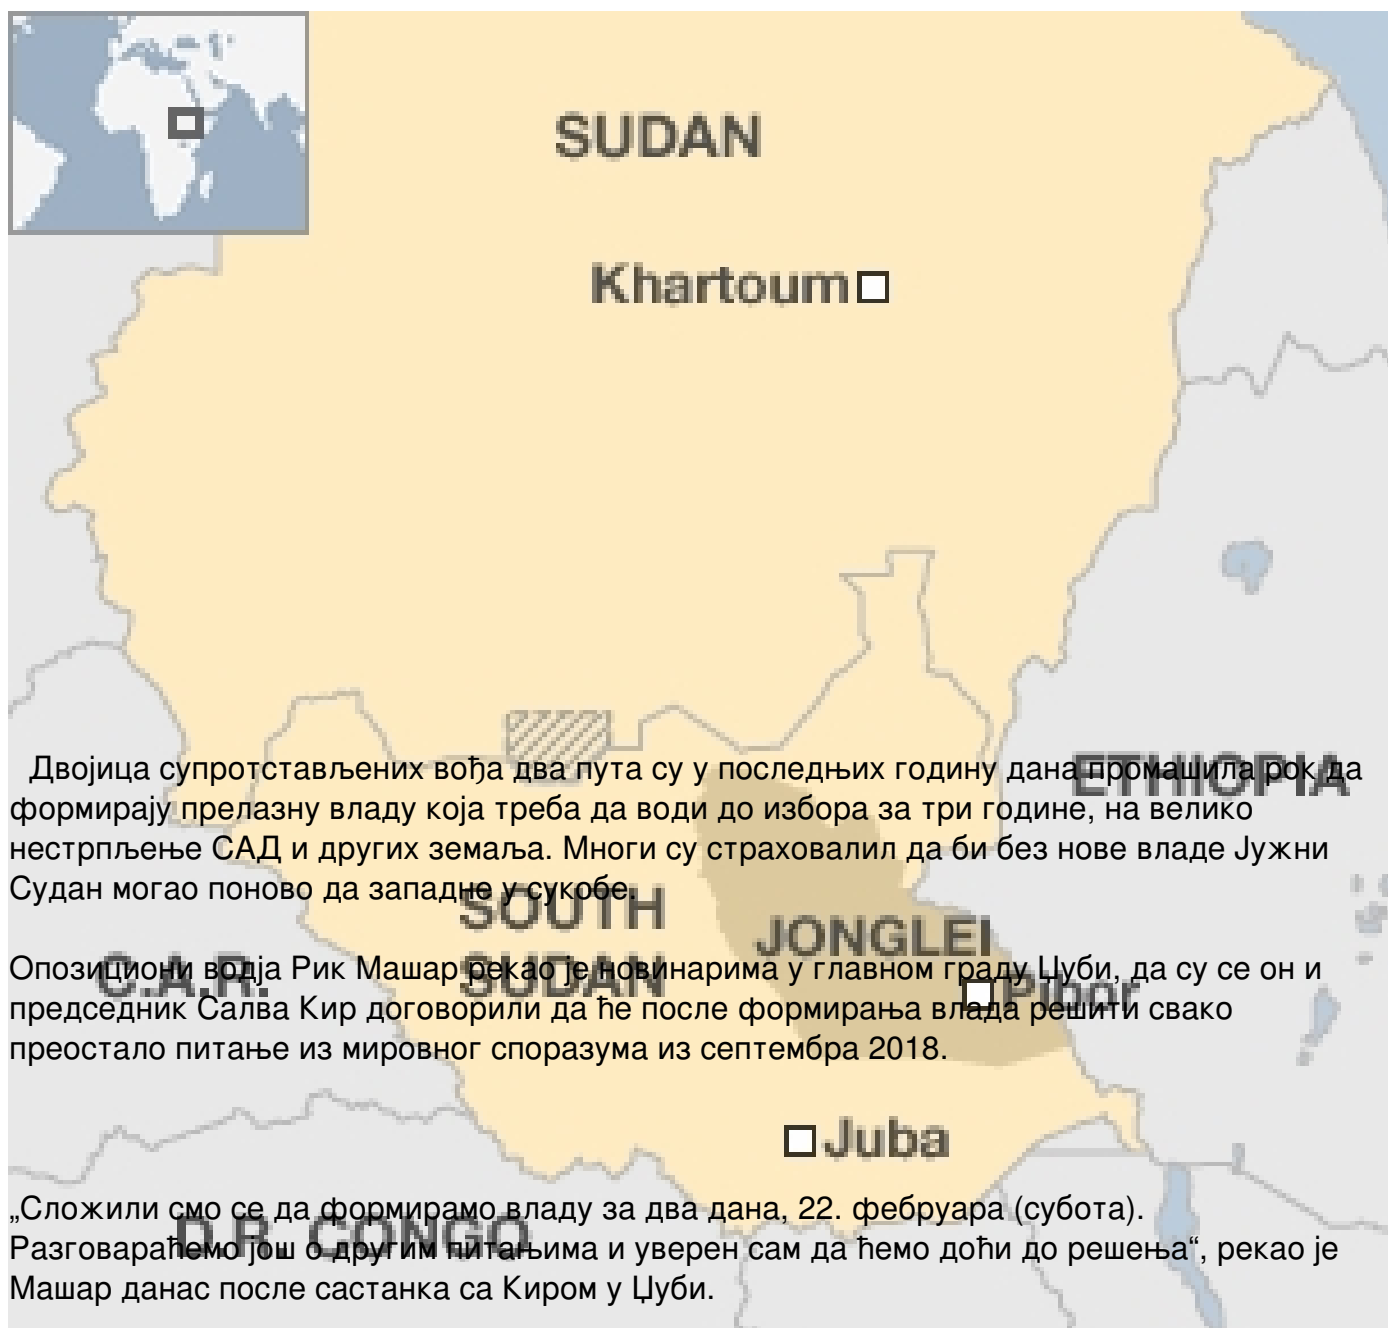 SUDAN
Khartoum
Двојица супротстављених вођа два пута су у последњих годину дана промашила рок да
формирају прелазну владу која треба да води до избора за три године, на велико
нестрпљење САД и других земаља. Многи су страховалил да би без нове владе Јужни
Судан могао поново да западне у сукобе.
ETHIOPIA
SOUTH
SUDAN
JONGLEI
C.A.R.
Pibor
Опозициони водја Рик Машар рекао је новинарима у главном граду Џуби, да су се он и
председник Салва Кир договорили да ће после формирања влада решити свако
преостало питање из мировног споразума из септембра 2018.
Juba
„Сложили смо се да формирамо владу за два дана, 22. фебруара (субота).
Разговараћемо још о другим питањима и уверен сам да ћемо доћи до решења“, рекао је
Машар данас после састанка са Киром у Џуби.
D.R. CONGO